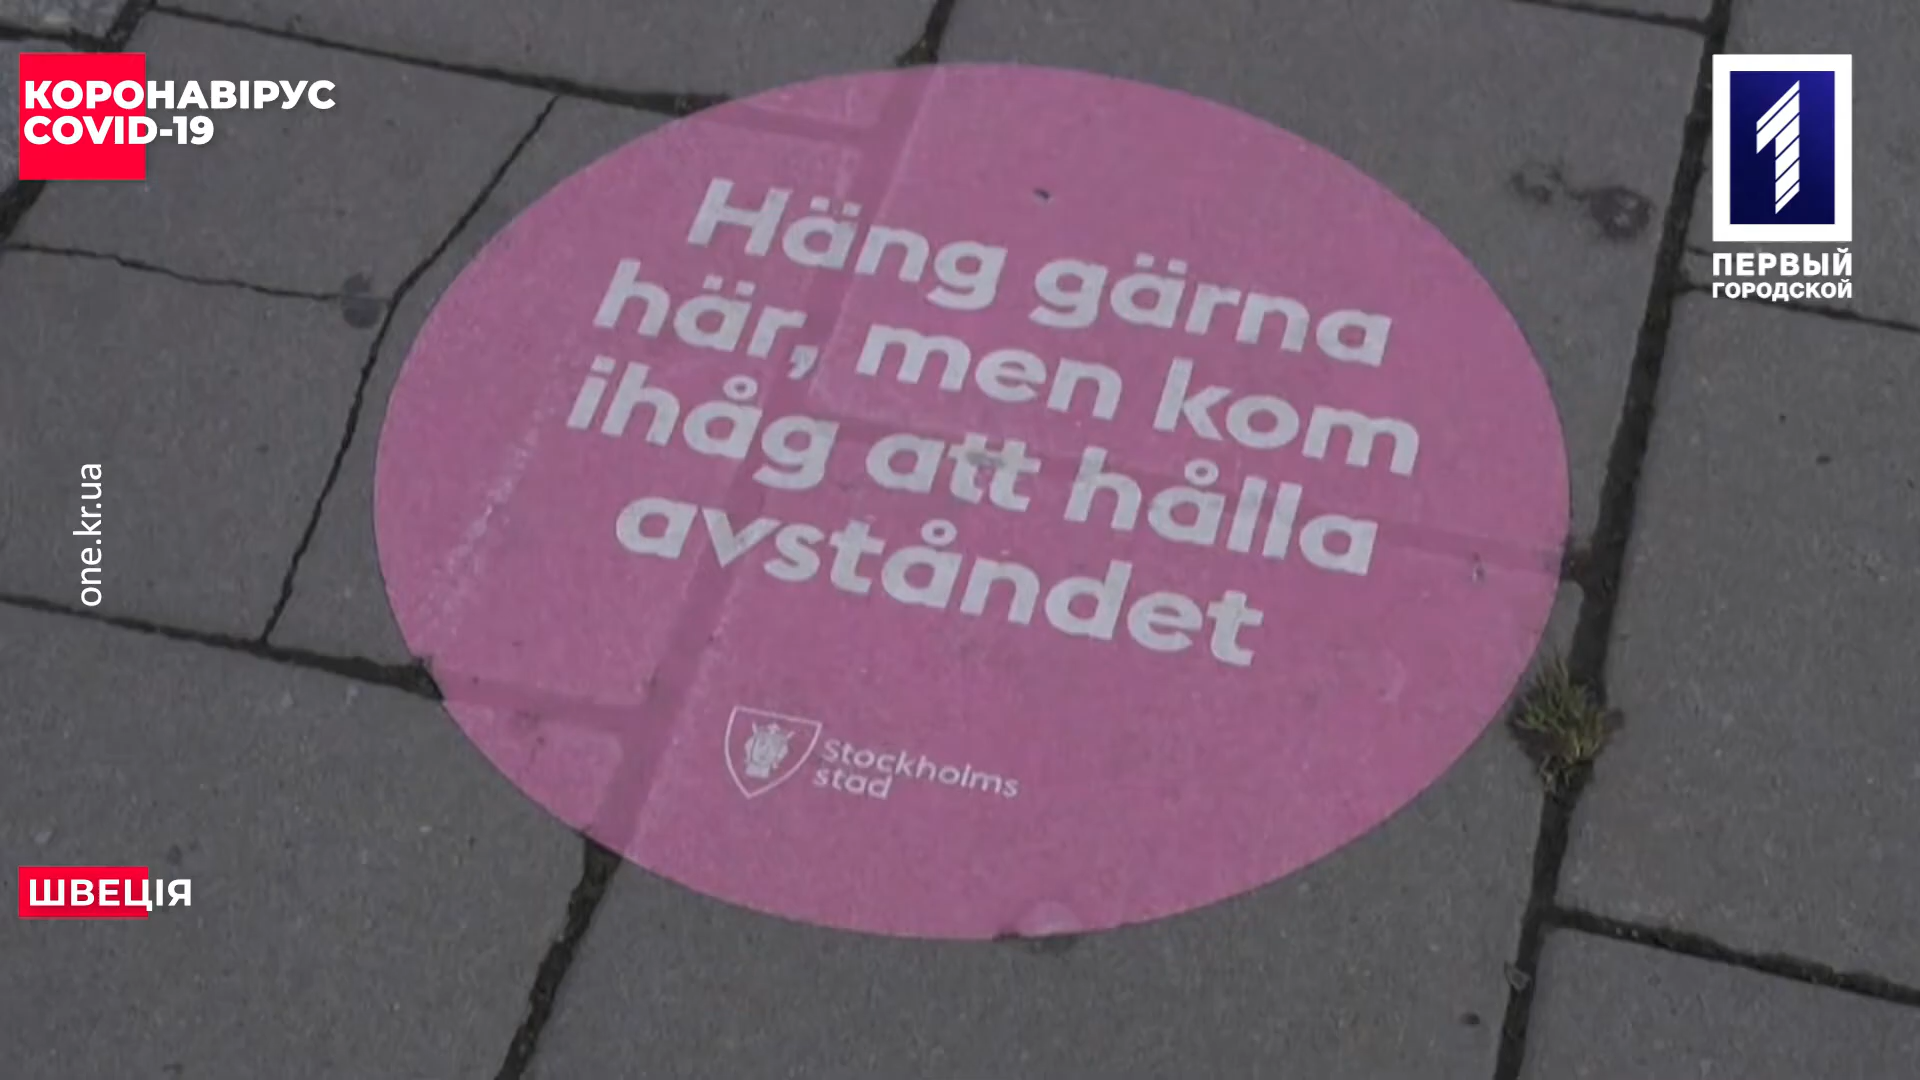 КОРОНАВІРУС
COVID-19
ПЕРВЫЙ
ГОРОДСКОЙ
one.kr.ua
Häng gärna
här, men kom
ihåg att hålla
avståndet
Stockholms
stad
ШВЕЦІЯ